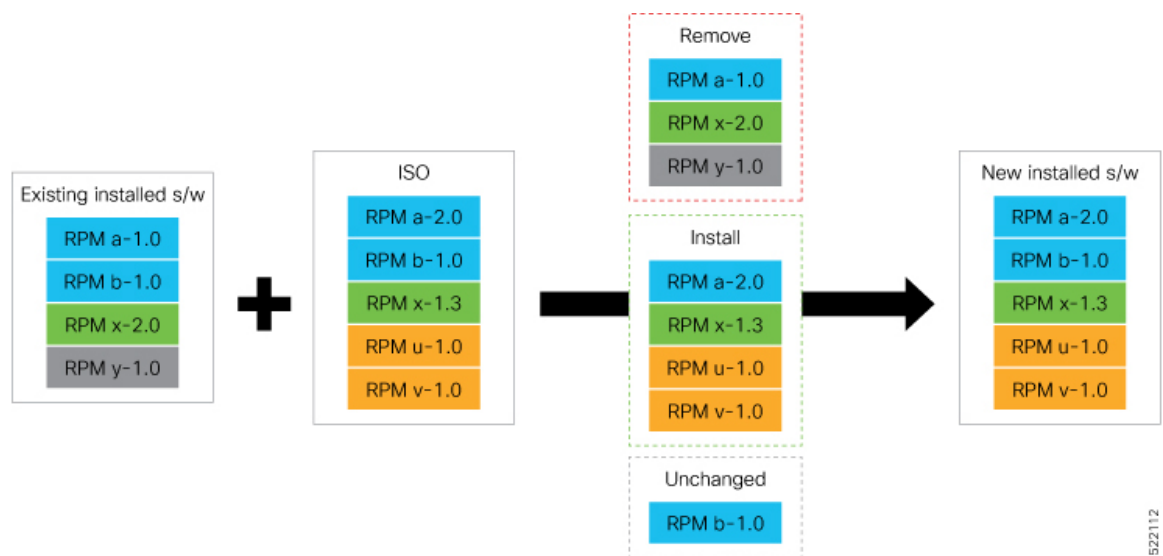 Existing installed s/w
RPM a-1.0
RPM b-1.0
RPM x-2.0
RPM y-1.0
ISO
RPM a-2.0
RPM b-1.0
RPM x-1.3
RPM u-1.0
RPM v-1.0
Remove
RPM a-1.0
RPM x-2.0
RPM y-1.0
Install
RPM a-2.0
RPM x-1.3
RPM u-1.0
RPM v-1.0
Unchanged
RPM b-1.0
New installed s/w
RPM a-2.0
RPM b-1.0
RPM x-1.3
RPM u-1.0
RPM v-1.0
522112